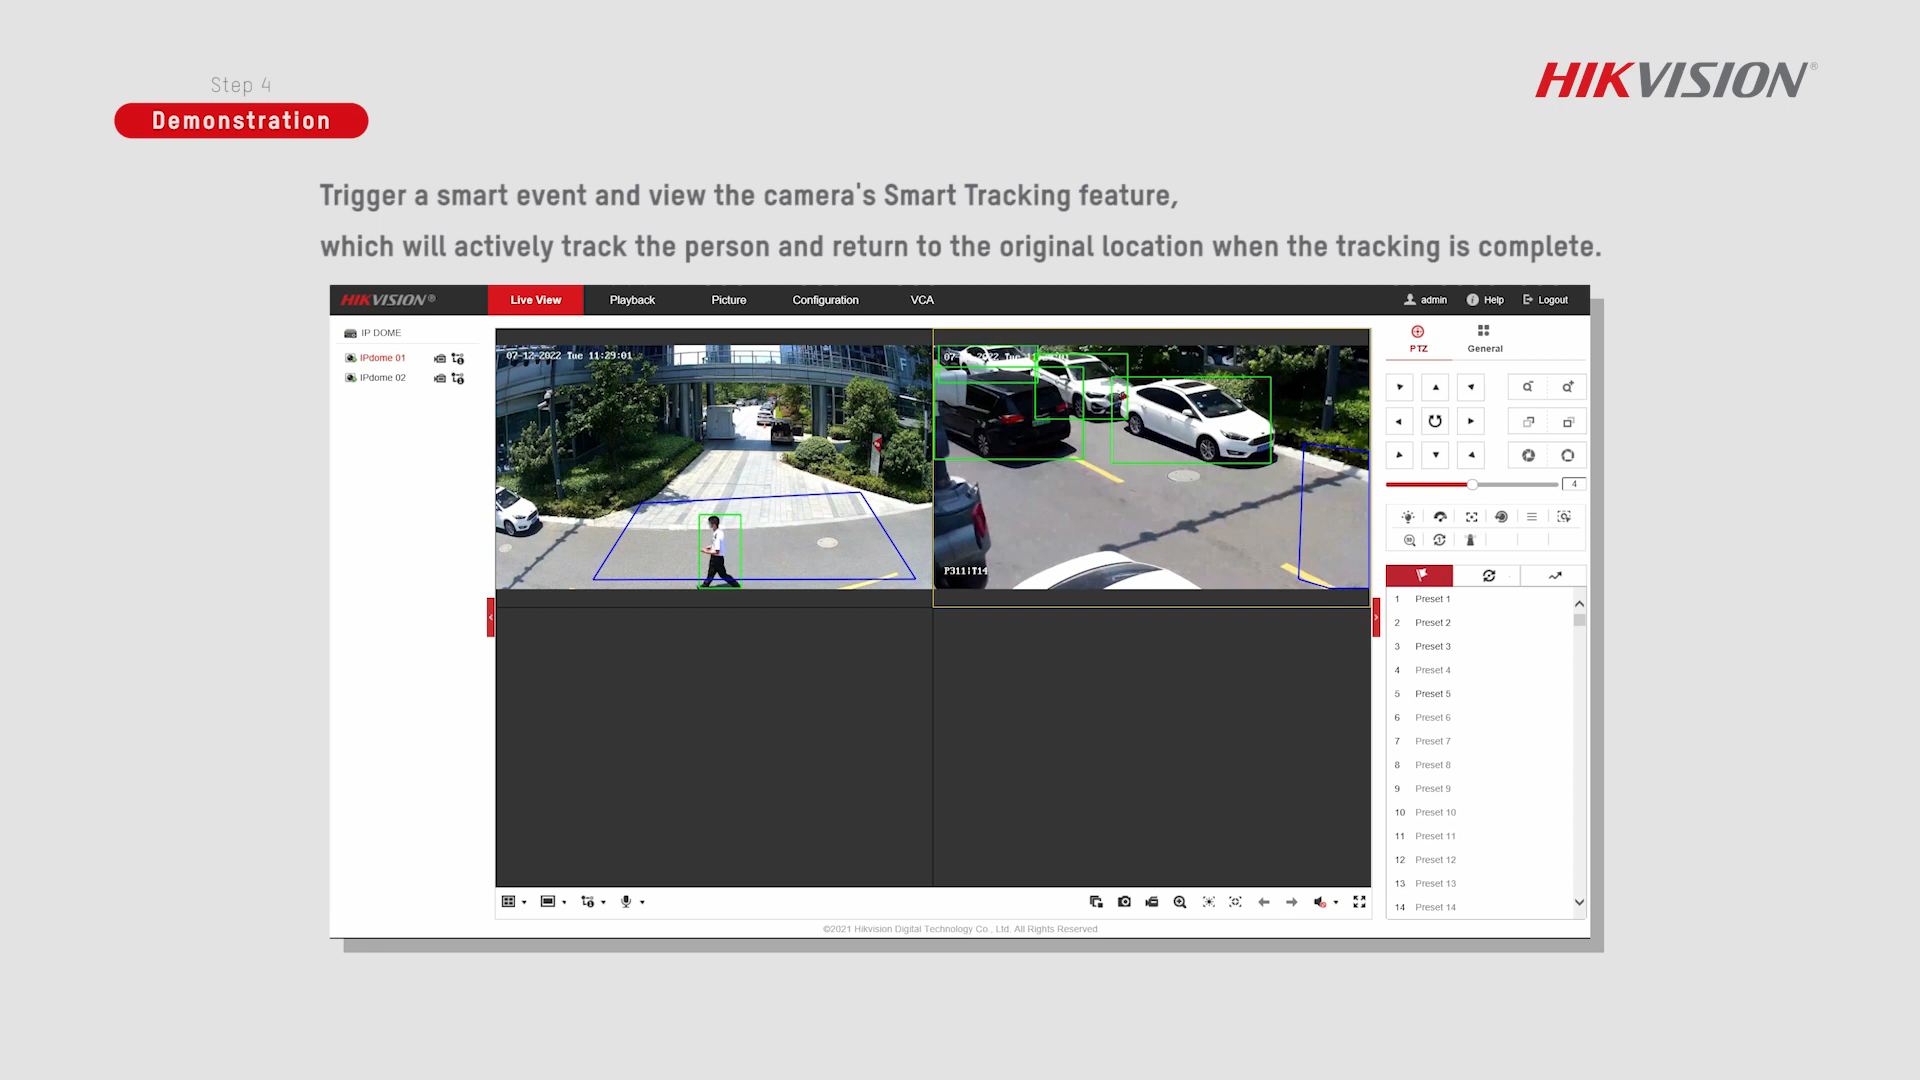 Step 4
Demonstration
HIKVISION®
Trigger a smart event and view the camera's Smart Tracking feature,
which will actively track the person and return to the original location when the tracking is complete.
HIKVISION® Live View Playback Picture Configuration VCA admin Help Logout
IP DOME
IPdome 01
IPdome 02
07-12-2022 Tue 11:29:01
P311 T14
PTZ General
4
1 Preset 1
2 Preset 2
3 Preset 3
4 Preset 4
5 Preset 5
6 Preset 6
7 Preset 7
8 Preset 8
9 Preset 9
10 Preset 10
11 Preset 11
12 Preset 12
13 Preset 13
14 Preset 14
©2021 Hikvision Digital Technology Co., Ltd. All Rights Reserved.